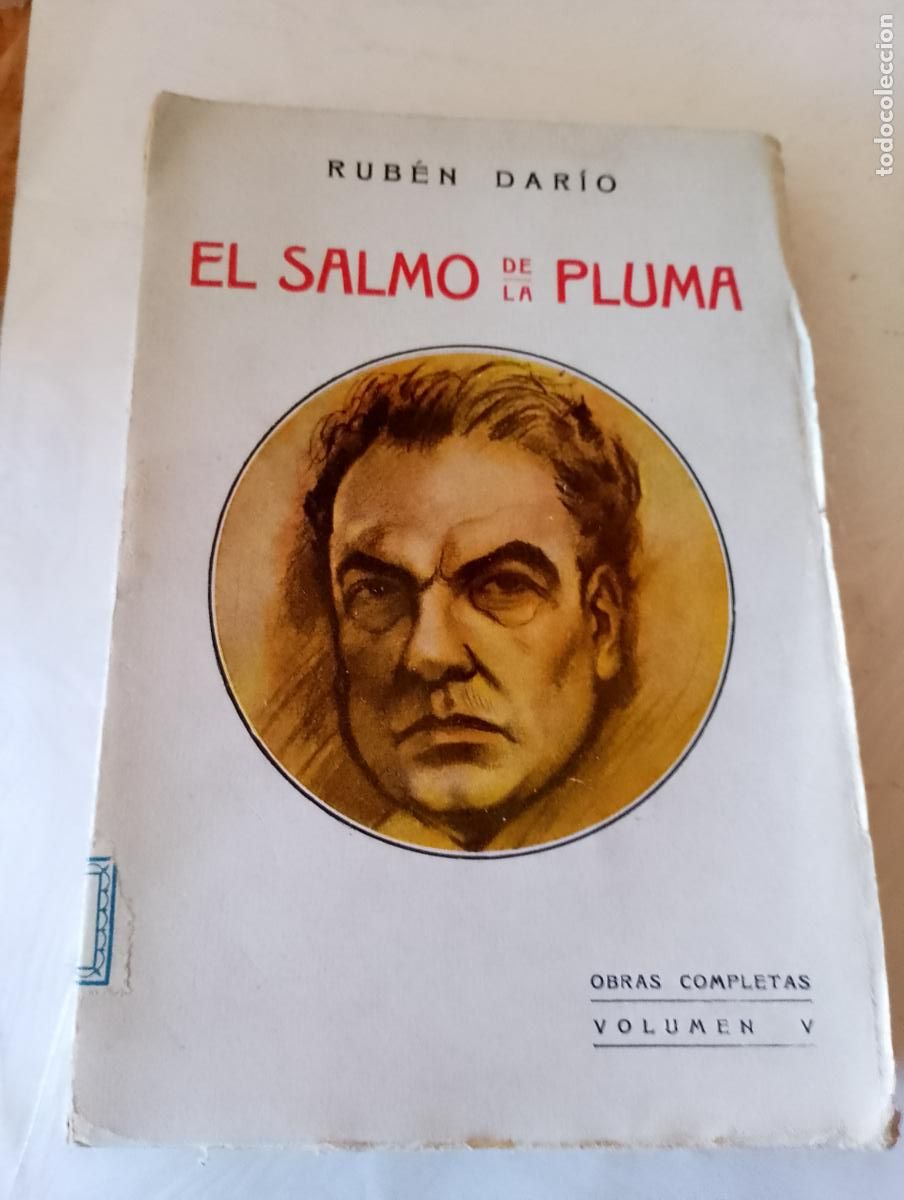 RUBÉN DARÍO
EL SALMO DE LA PLUMA
OBRAS COMPLETAS
VOLUMEN V
todocoleccion